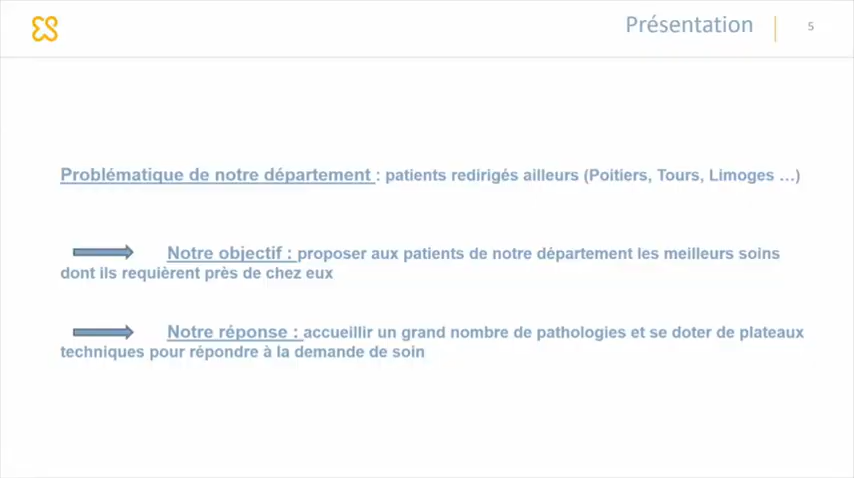 Présentation
5
Problématique de notre département : patients redirigés ailleurs (Poitiers, Tours, Limoges ...)
Notre objectif : proposer aux patients de notre département les meilleurs soins
dont ils requièrent près de chez eux
Notre réponse : accueillir un grand nombre de pathologies et se doter de plateaux
techniques pour répondre à la demande de soin